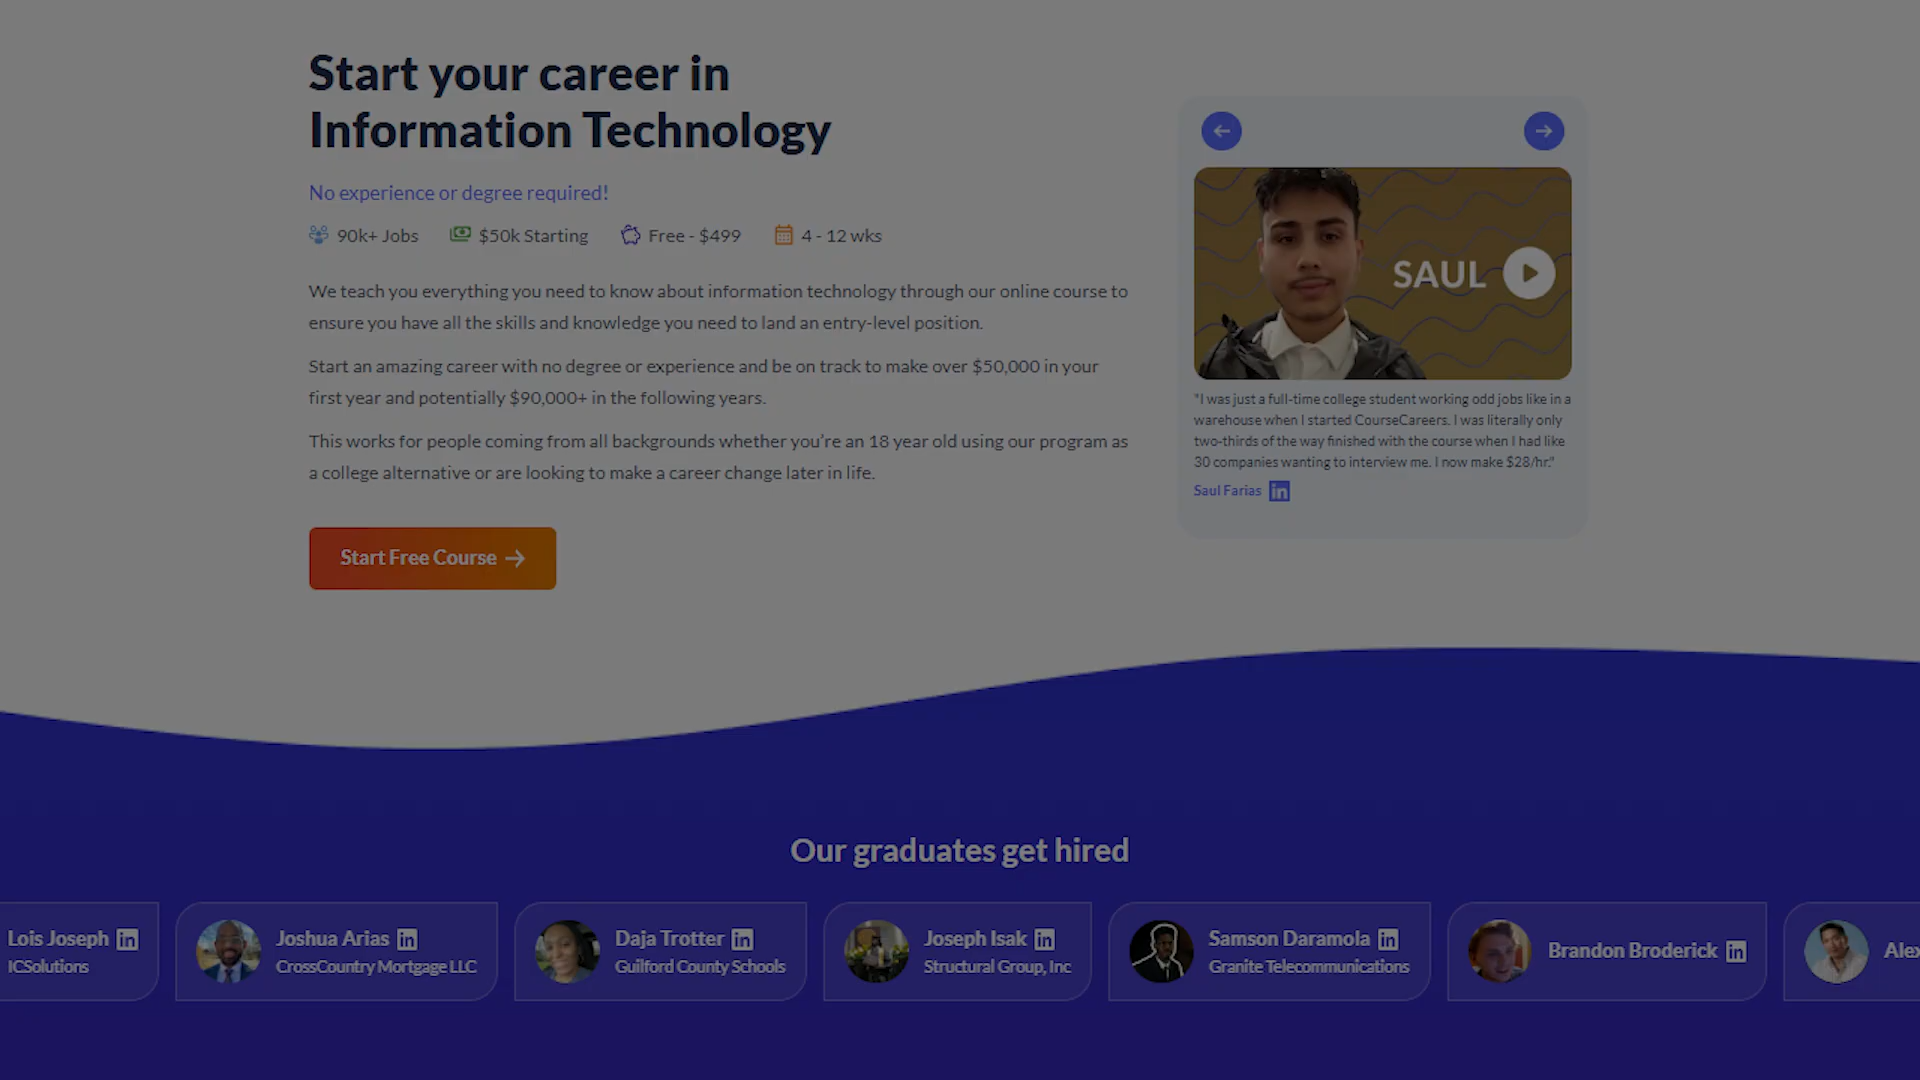 Start your career in
Information Technology
No experience or degree required!
90k+ Jobs
$50k Starting
Free - $499
4 - 12 wks
We teach you everything you need to know about information technology through our online course to
ensure you have all the skills and knowledge you need to land an entry-level position.
Start an amazing career with no degree or experience and be on track to make over $50,000 in your
first year and potentially $90,000+ in the following years.
This works for people coming from all backgrounds whether you’re an 18 year old using our program as
a college alternative or are looking to make a career change later in life.
Start Free Course
SAUL
"I was just a full-time college student working odd jobs like in a
warehouse when I started CourseCareers. I was literally only
two-thirds of the way finished with the course when I had like
30 companies wanting to interview me. I now make $28/hr."
Saul Farias in
Our graduates get hired
Lois Joseph in
ICSolutions
Joshua Arias in
CrossCountry Mortgage LLC
Daja Trotter in
Guilford County Schools
Joseph Isak in
Structural Group, Inc
Samson Daramola in
Granite Telecommunications
Brandon Broderick in
Alex